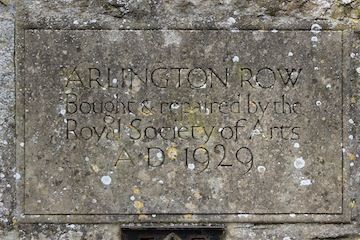 ARLINGTON ROW
Bought & repaired by the
Royal Society of Arts
A.D. 1929